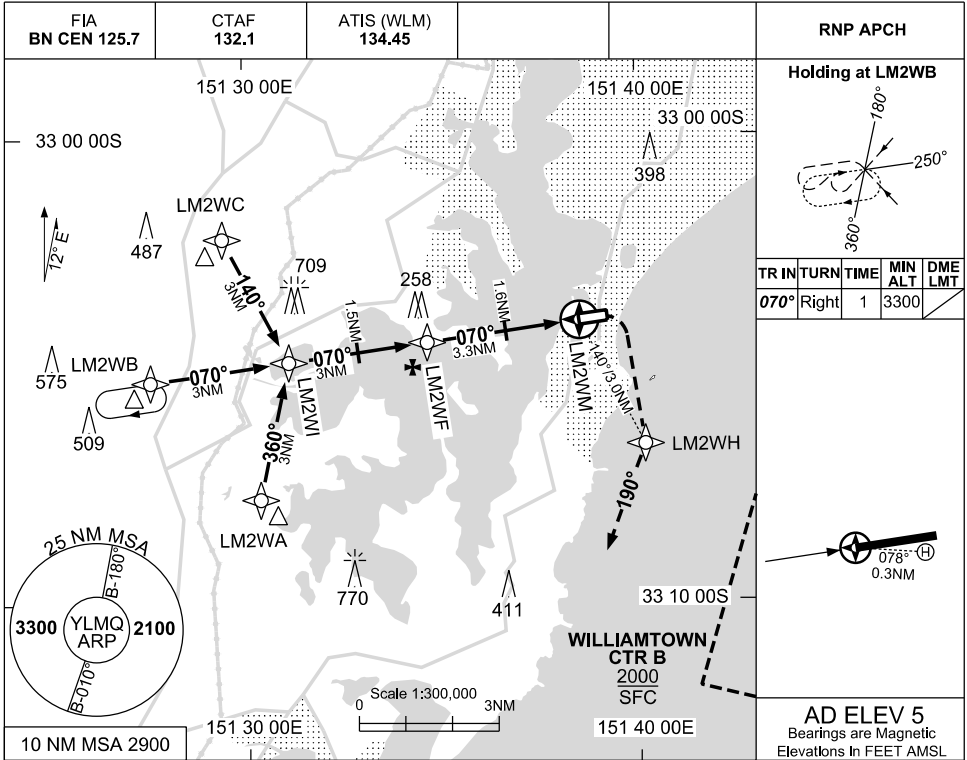 FIA
BN CEN 125.7
CTAF
132.1
ATIS (WLM)
134.45
RNP APCH
151 30 00E
151 40 00E
33 00 00S
33 00 00S
398
12° E
487
LM2WC
709
258
140°
3NM
1.5NM
1.6NM
575
LM2WB
070°
3NM
070°
3NM
070°
3.3NM
LM2WI
LM2WF
LM2WM
140°/3.0NM
509
360°
3NM
LM2WH
190°
LM2WA
25 NM MSA
B-180°
3300
YLMQ
ARP
2100
B-010°
770
411
33 10 00S
WILLIAMTOWN
CTR B
2000
SFC
Scale 1:300,000
0
3NM
151 30 00E
151 40 00E
10 NM MSA 2900
Holding at LM2WB
180°
250°
360°
TR IN TURN TIME MIN ALT DME LMT
070° Right 1 3300
078°
0.3NM
H
AD ELEV 5
Bearings are Magnetic
Elevations in FEET AMSL